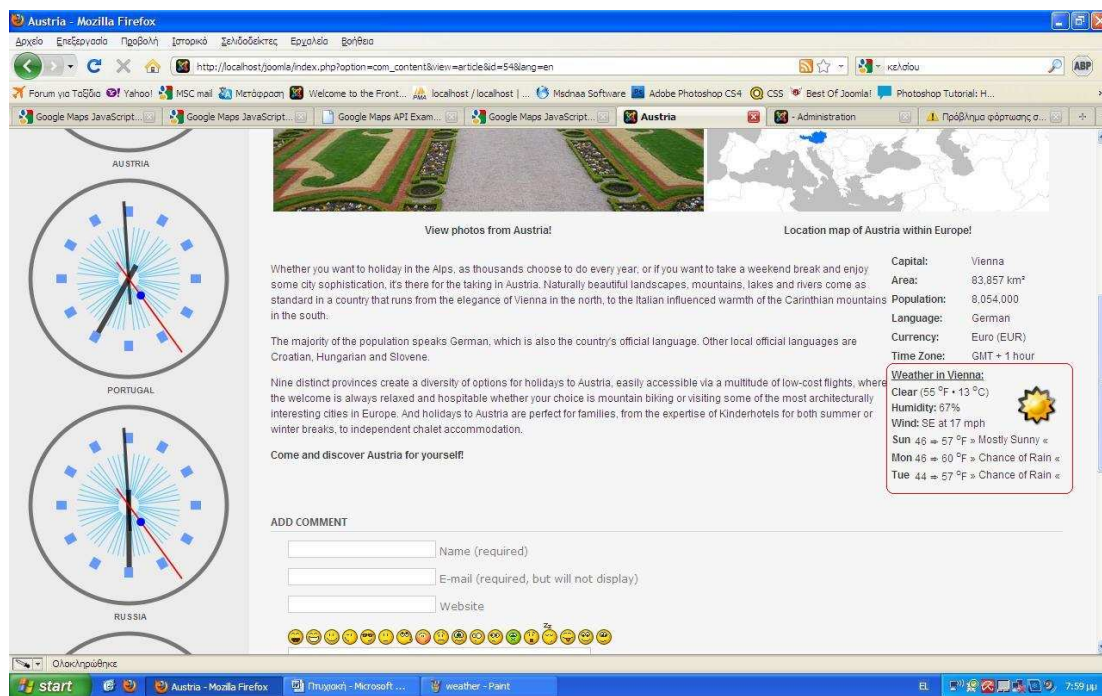 Austria - Mozilla Firefox
Αρχείο Επεξεργασία Προβολή Ιστορικό Σελιδοδείκτες Εργαλεία Βοήθεια
http://localhost/joomla/index.php?option=com_content&view=article&id=54&lang=en
κελσίου
ABP
Forum για Ταξίδια Yahoo! MSC mail Μετάφραση Welcome to the Front... localhost / localhost | ... Msdnaa Software Adobe Photoshop CS4 CSS Best Of Joomla! Photoshop Tutorial: H...
Google Maps JavaScript... Google Maps JavaScript... Google Maps API Exam... Google Maps JavaScript... Austria - Administration Πρόβλημα φόρτωσης σ...
AUSTRIA
PORTUGAL
RUSSIA
View photos from Austria!
Location map of Austria within Europe!
Whether you want to holiday in the Alps, as thousands choose to do every year, or if you want to take a weekend break and enjoy
some city sophistication, it's there for the taking in Austria. Naturally beautiful landscapes, mountains, lakes and rivers come as
standard in a country that runs from the elegance of Vienna in the north, to the Italian influenced warmth of the Carinthian mountains
in the south.
The majority of the population speaks German, which is also the country's official language. Other local official languages are
Croatian, Hungarian and Slovene.
Nine distinct provinces create a diversity of options for holidays to Austria, easily accessible via a multitude of low-cost flights, where
the welcome is always relaxed and hospitable whether your choice is mountain biking or visiting some of the most architecturally
interesting cities in Europe. And holidays to Austria are perfect for families, from the expertise of Kinderhotels for both summer or
winter breaks, to independent chalet accommodation.
Come and discover Austria for yourself!
Capital: Vienna
Area: 83,857 km²
Population: 8,054,000
Language: German
Currency: Euro (EUR)
Time Zone: GMT + 1 hour
Weather in Vienna:
Clear (55 °F • 13 °C)
Humidity: 67%
Wind: SE at 17 mph
Sun 46 ⇒ 57 °F » Mostly Sunny «
Mon 46 ⇒ 60 °F » Chance of Rain «
Tue 44 ⇒ 57 °F » Chance of Rain «
ADD COMMENT
Name (required)
E-mail (required, but will not display)
Website
Ολοκληρώθηκε
start Austria - Mozilla Firefox Πτυχιακή - Microsoft ... weather - Paint EL 7:59 μμ